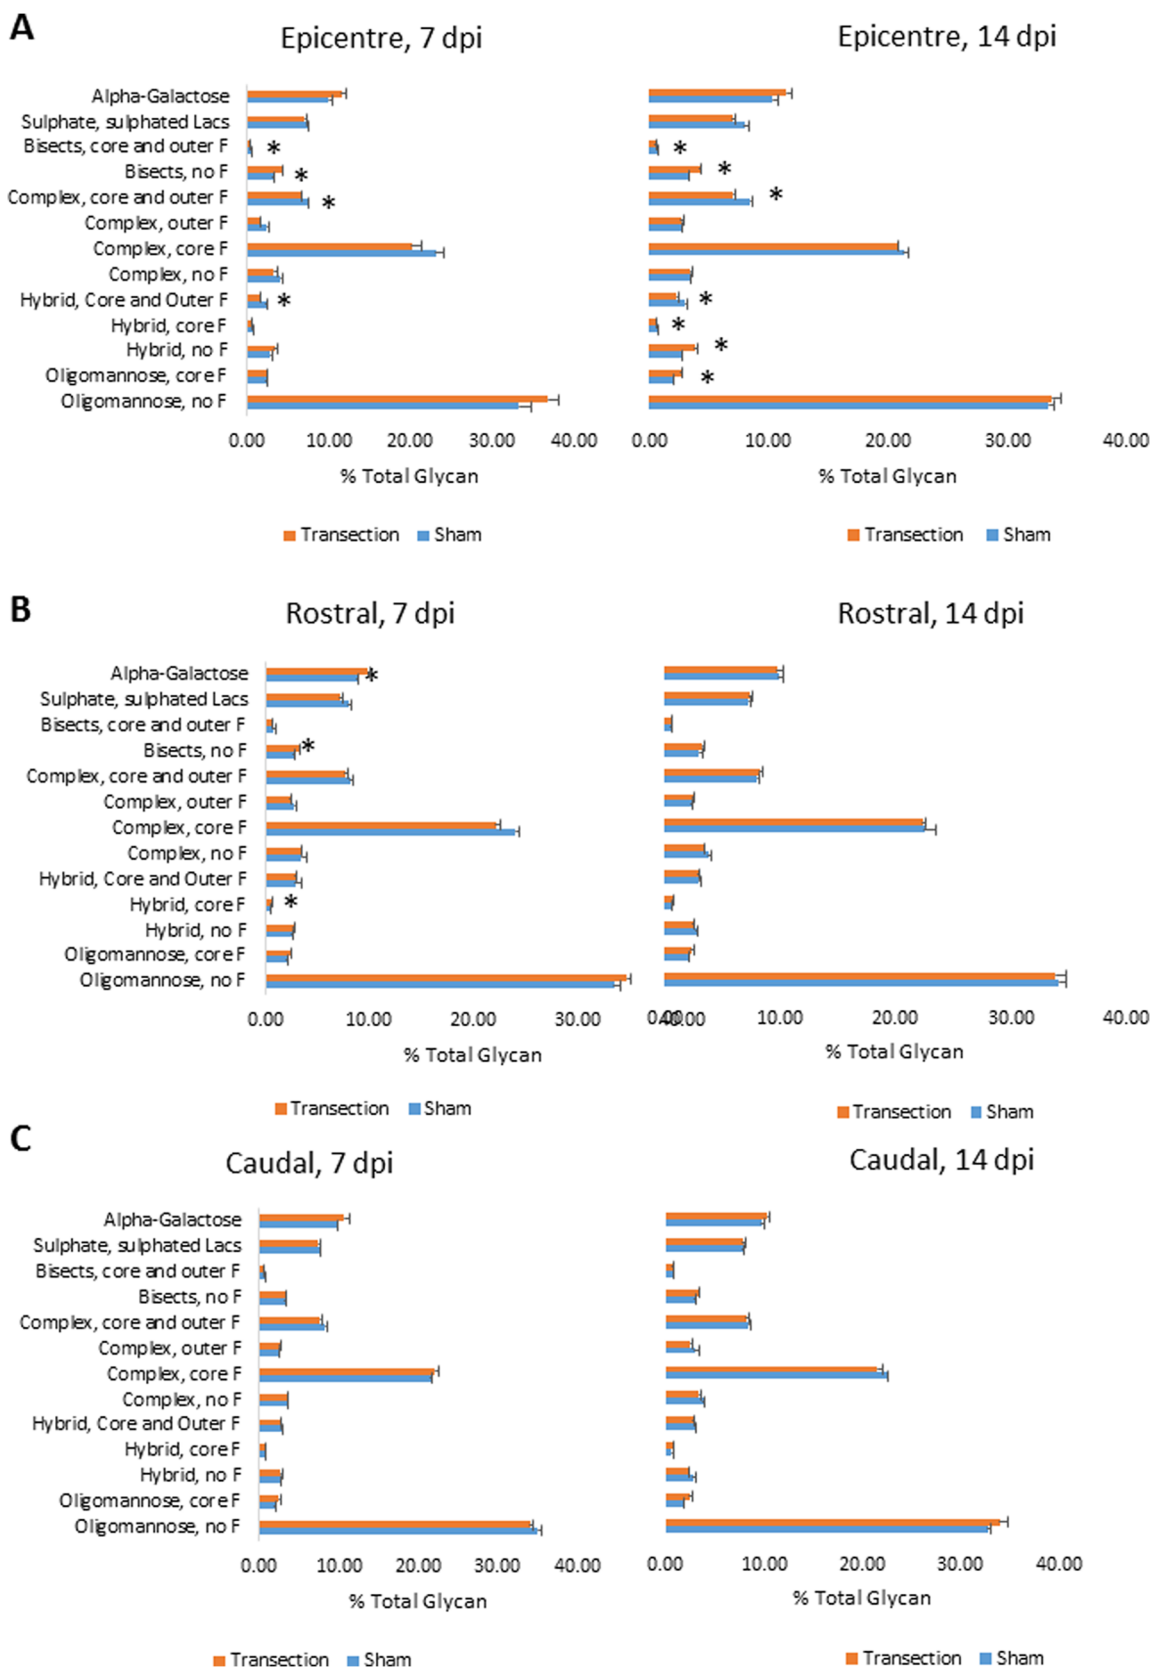 A
Epicentre, 7 dpi
Epicentre, 14 dpi
Alpha-Galactose
Sulphate, sulphated Lacs
Bisects, core and outer F * *
Bisects, no F * *
Complex, core and outer F * *
Complex, outer F
Complex, core F
Complex, no F
Hybrid, Core and Outer F * *
Hybrid, core F *
Hybrid, no F *
Oligomannose, core F *
Oligomannose, no F
0.00 10.00 20.00 30.00 40.00
0.00 10.00 20.00 30.00 40.00
% Total Glycan
% Total Glycan
Transection Sham
Transection Sham
B
Rostral, 7 dpi
Rostral, 14 dpi
Alpha-Galactose *
Sulphate, sulphated Lacs
Bisects, core and outer F
Bisects, no F *
Complex, core and outer F
Complex, outer F
Complex, core F
Complex, no F
Hybrid, Core and Outer F
Hybrid, core F *
Hybrid, no F
Oligomannose, core F
Oligomannose, no F
0.00 10.00 20.00 30.00 40.00
0.00 10.00 20.00 30.00 40.00
% Total Glycan
% Total Glycan
Transection Sham
Transection Sham
C
Caudal, 7 dpi
Caudal, 14 dpi
Alpha-Galactose
Sulphate, sulphated Lacs
Bisects, core and outer F
Bisects, no F
Complex, core and outer F
Complex, outer F
Complex, core F
Complex, no F
Hybrid, Core and Outer F
Hybrid, core F
Hybrid, no F
Oligomannose, core F
Oligomannose, no F
0.00 10.00 20.00 30.00 40.00
0.00 10.00 20.00 30.00 40.00
% Total Glycan
% Total Glycan
Transection Sham
Transection Sham